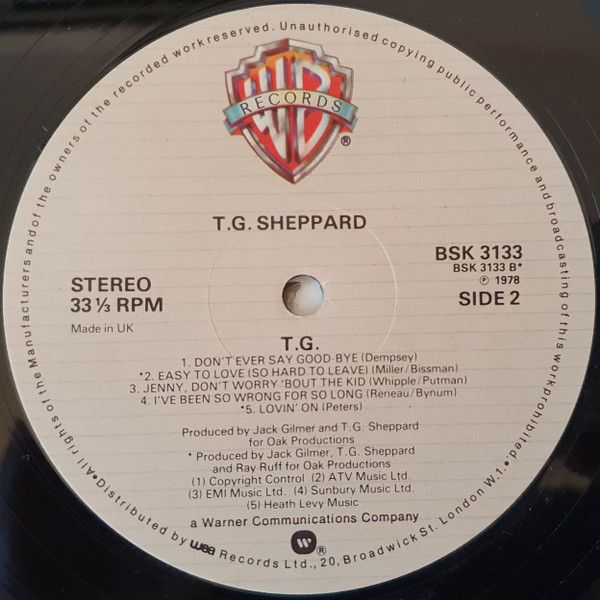 All rights of the Manufacturers and of the owners of the recorded work reserved. Unauthorised copying public performance and broadcasting of this work prohibited.
WB
RECORDS
®
T.G. SHEPPARD
STEREO
33 ⅓ RPM
Made in UK
BSK 3133
BSK 3133 B*
℗ 1978
SIDE 2
T.G.
1. DON'T EVER SAY GOOD-BYE (Dempsey)
*2. EASY TO LOVE (SO HARD TO LEAVE) (Miller/Bissman)
3. JENNY, DON'T WORRY 'BOUT THE KID (Whipple/Putman)
4. I'VE BEEN SO WRONG FOR SO LONG (Reneau/Bynum)
*5. LOVIN' ON (Peters)
Produced by Jack Gilmer and T.G. Sheppard
for Oak Productions
* Produced by Jack Gilmer, T.G. Sheppard
and Ray Ruff for Oak Productions
(1) Copyright Control (2) ATV Music Ltd.
(3) EMI Music Ltd. (4) Sunbury Music Ltd.
(5) Heath Levy Music
a Warner Communications Company
®
•Distributed by wea Records Ltd., 20, Broadwick St. London W.1.•